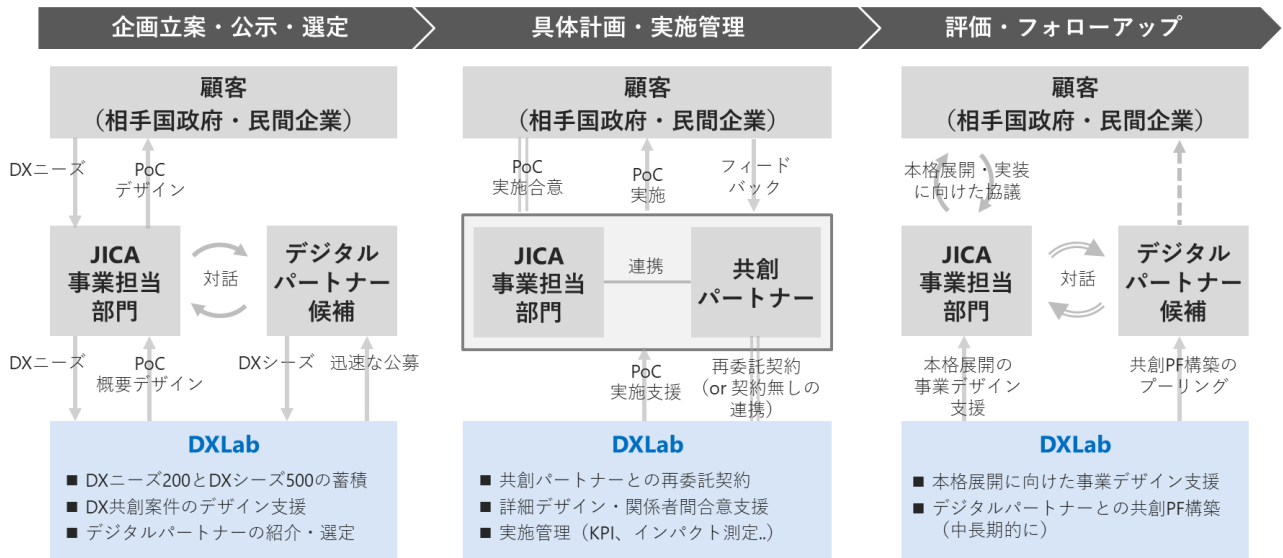 企画立案・公示・選定
具体計画・実施管理
評価・フォローアップ
顧客
（相手国政府・民間企業）
DXニーズ
PoC
デザイン
JICA
事業担当
部門
対話
デジタル
パートナー
候補
DXニーズ
PoC
概要デザイン
DXシーズ
迅速な公募
DXLab
■ DXニーズ200とDXシーズ500の蓄積
■ DX共創案件のデザイン支援
■ デジタルパートナーの紹介・選定
顧客
（相手国政府・民間企業）
PoC
実施合意
PoC
実施
フィード
バック
JICA
事業担当
部門
連携
共創
パートナー
PoC
実施支援
再委託契約
（or 契約無しの
連携）
DXLab
■ 共創パートナーとの再委託契約
■ 詳細デザイン・関係者間合意支援
■ 実施管理（KPI、インパクト測定..）
顧客
（相手国政府・民間企業）
本格展開・実装
に向けた協議
JICA
事業担当
部門
対話
デジタル
パートナー
候補
本格展開の
事業デザイン
支援
共創PF構築の
プーリング
DXLab
■ 本格展開に向けた事業デザイン支援
■ デジタルパートナーとの共創PF構築
（中長期的に）